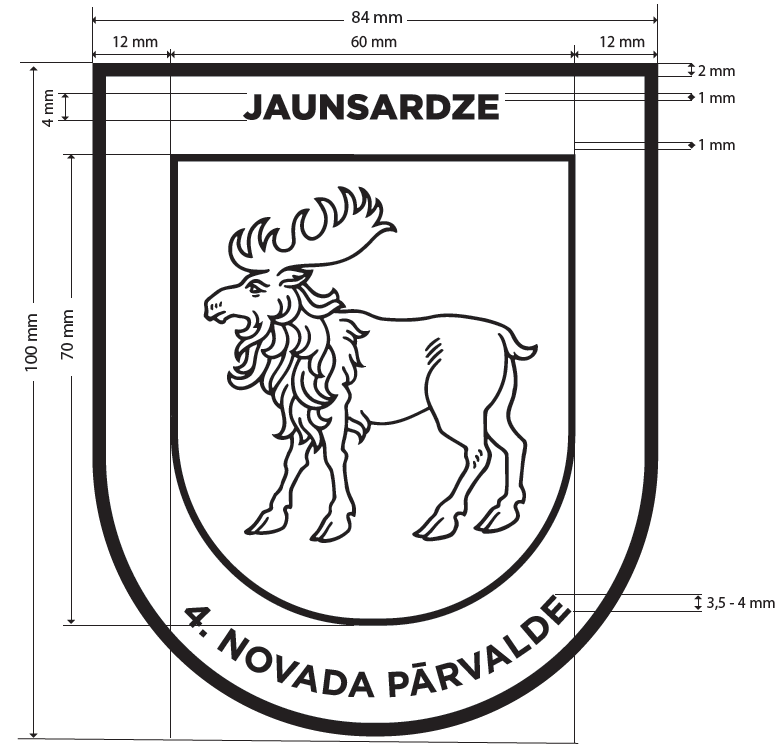 84 mm
12 mm
60 mm
12 mm
2 mm
JAUNSARDZE
1 mm
4 mm
1 mm
100 mm
70 mm
3,5 - 4 mm
4. NOVADA PĀRVALDE